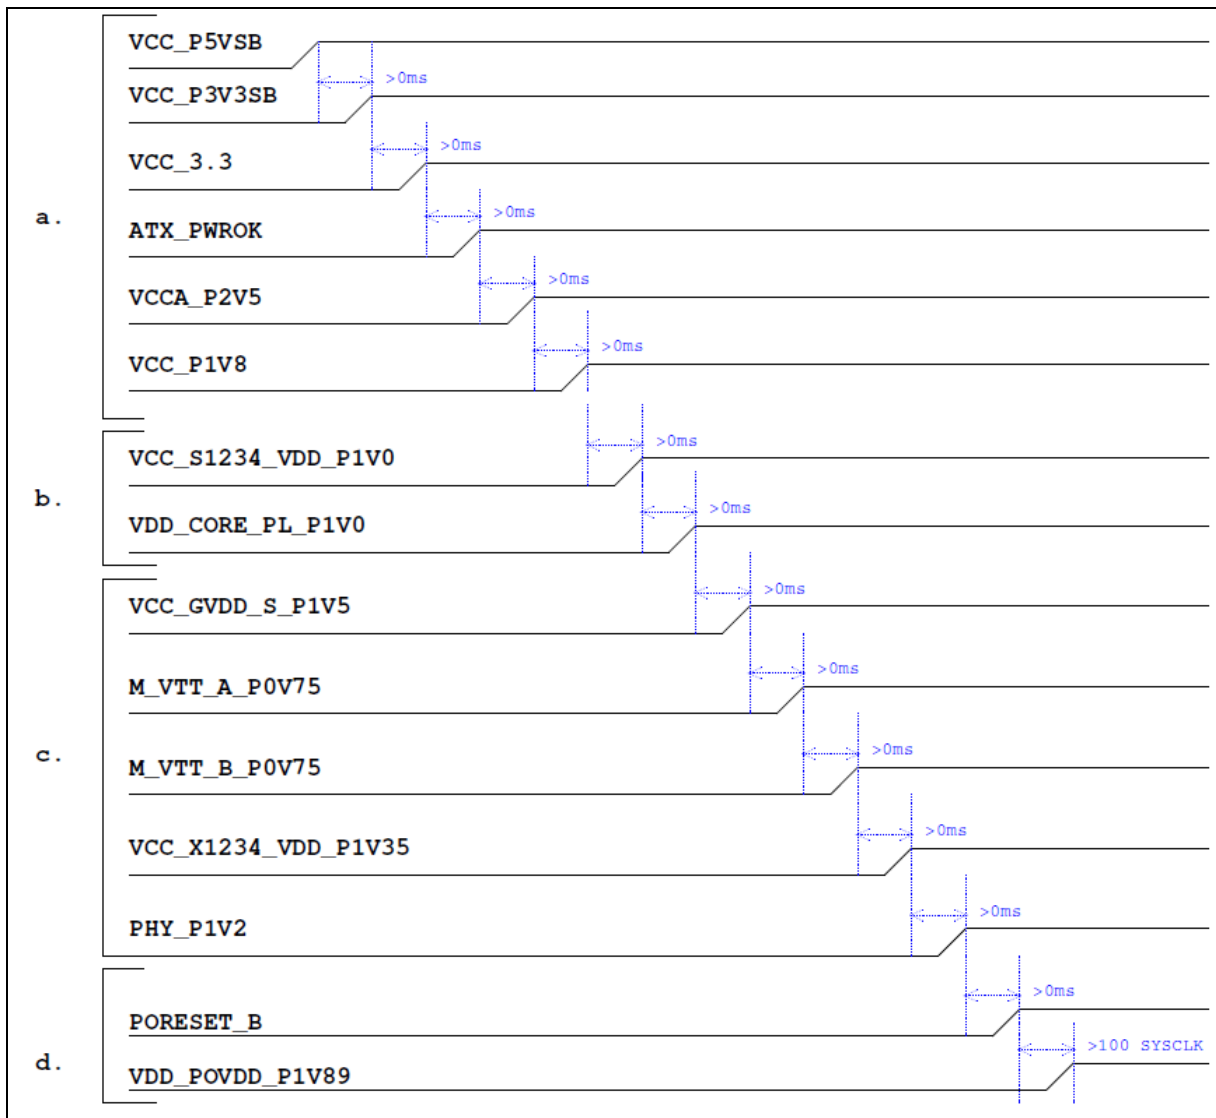 VCC_P5VSB
>0ms
VCC_P3V3SB
>0ms
VCC_3.3
>0ms
a.
ATX_PWROK
>0ms
VCCA_P2V5
>0ms
VCC_P1V8
>0ms
VCC_S1234_VDD_P1V0
b.
>0ms
VDD_CORE_PL_P1V0
>0ms
VCC_GVDD_S_P1V5
>0ms
M_VTT_A_P0V75
>0ms
c.
M_VTT_B_P0V75
>0ms
VCC_X1234_VDD_P1V35
>0ms
PHY_P1V2
>0ms
PORESET_B
>100 SYSCLK
d.
VDD_POVDD_P1V89